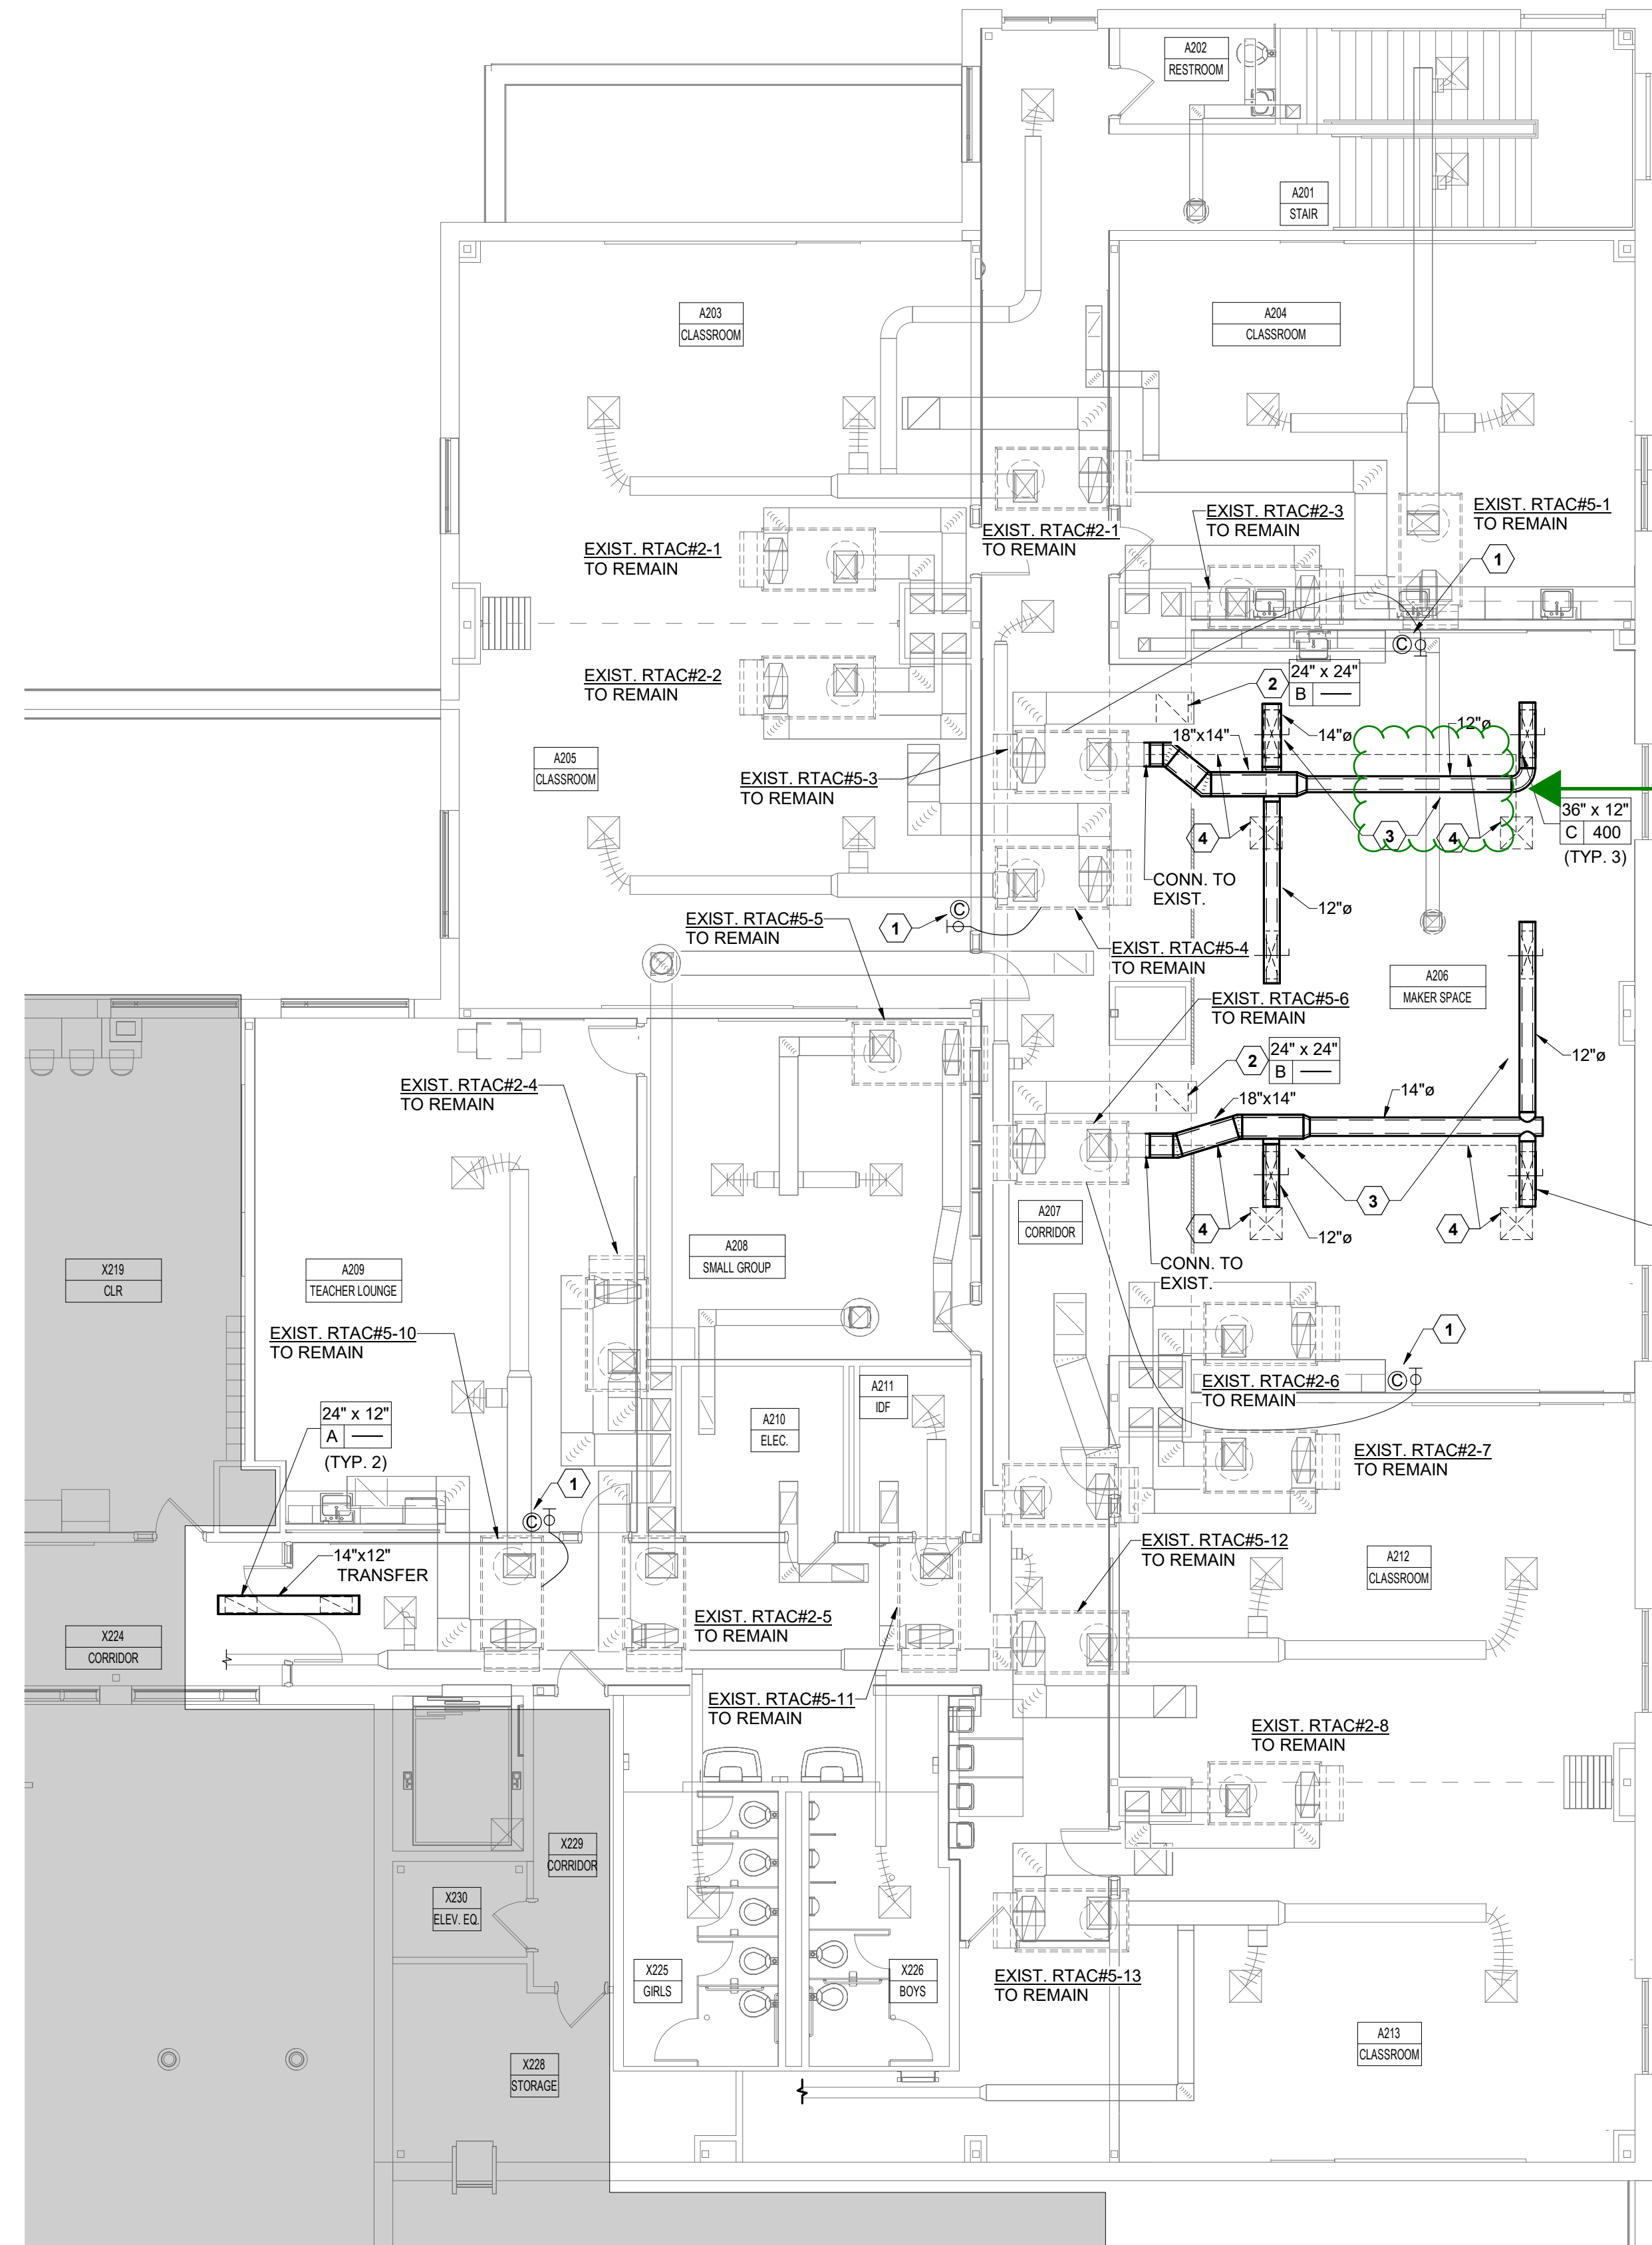 A202
RESTROOM
A201
STAIR
A203
CLASSROOM
A204
CLASSROOM
EXIST. RTAC#2-1
TO REMAIN
EXIST. RTAC#2-1
TO REMAIN
EXIST. RTAC#2-3
TO REMAIN
EXIST. RTAC#5-1
TO REMAIN
1
C
EXIST. RTAC#2-2
TO REMAIN
2
24" x 24"
B
A205
CLASSROOM
18"x14"
14"ø
12"ø
EXIST. RTAC#5-3
TO REMAIN
4
3
4
36" x 12"
C 400
(TYP. 3)
CONN. TO
EXIST.
12"ø
1
C
EXIST. RTAC#5-5
TO REMAIN
EXIST. RTAC#5-4
TO REMAIN
A206
MAKER SPACE
EXIST. RTAC#5-6
TO REMAIN
2
24" x 24"
B
12"ø
EXIST. RTAC#2-4
TO REMAIN
18"x14"
14"ø
A207
CORRIDOR
4
3
4
12"ø
CONN. TO
EXIST.
X219
CLR
A209
TEACHER LOUNGE
A208
SMALL GROUP
EXIST. RTAC#5-10
TO REMAIN
1
C
EXIST. RTAC#2-6
TO REMAIN
24" x 12"
A
(TYP. 2)
A210
ELEC.
A211
IDF
EXIST. RTAC#2-7
TO REMAIN
1
C
14"x12"
TRANSFER
EXIST. RTAC#5-12
TO REMAIN
A212
CLASSROOM
X224
CORRIDOR
EXIST. RTAC#2-5
TO REMAIN
EXIST. RTAC#5-11
TO REMAIN
EXIST. RTAC#2-8
TO REMAIN
X229
CORRIDOR
X230
ELEV. EQ.
X225
GIRLS
X226
BOYS
EXIST. RTAC#5-13
TO REMAIN
X228
STORAGE
A213
CLASSROOM